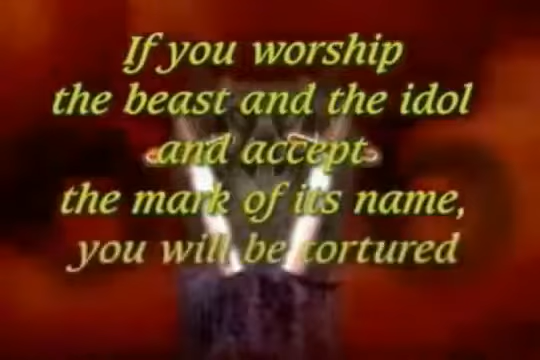 If you worship
the beast and the idol
and accept
the mark of its name,
you will be tortured